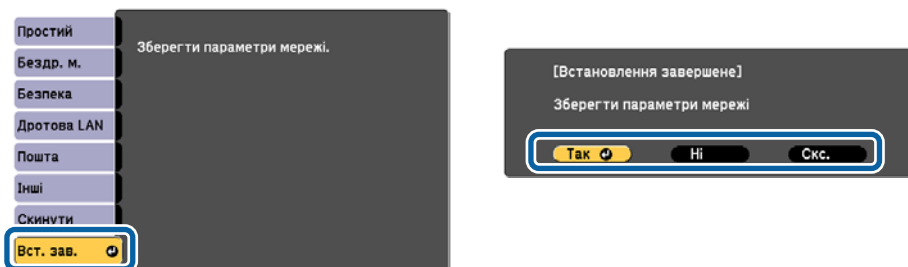 Простий
Бездр. м.
Безпека
Дротова LAN
Пошта
Інші
Скинути
Вст. зав.
Зберегти параметри мережі.
[Встановлення завершене]
Зберегти параметри мережі
Так Ні Скс.